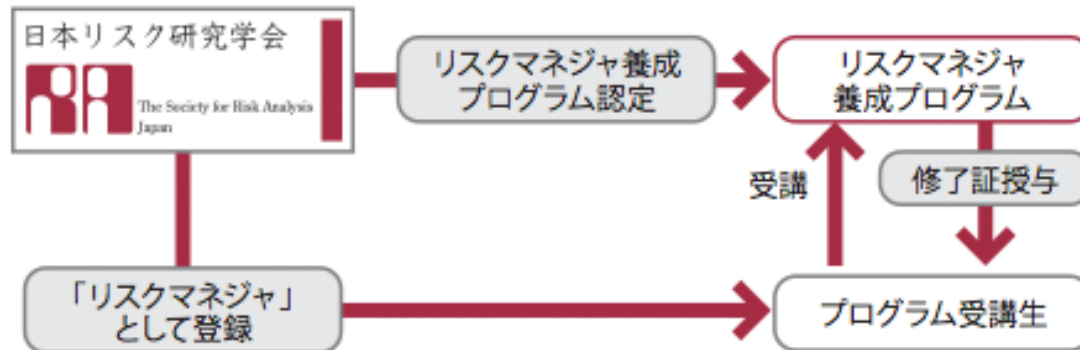 日本リスク研究学会
The Society for Risk Analysis
Japan
リスクマネジャ養成
プログラム認定
リスクマネジャ
養成プログラム
受講
修了証授与
「リスクマネジャ」
として登録
プログラム受講生